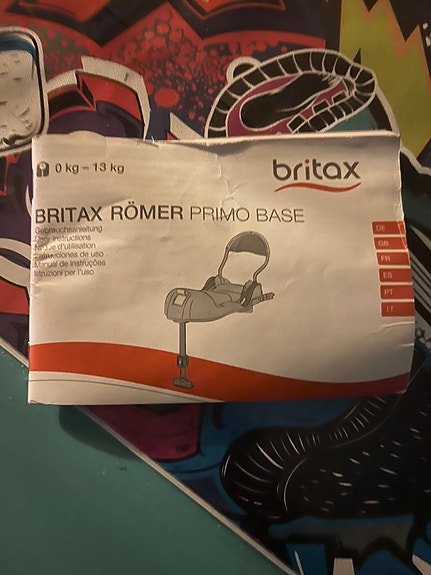 0 kg – 13 kg
britax
BRITAX RÖMER PRIMO BASE
Gebrauchsanleitung
User instructions
Notice d'utilisation
Instrucciones de uso
Manual de instruções
Istruzioni per l'uso
DE
GB
FR
ES
PT
IT